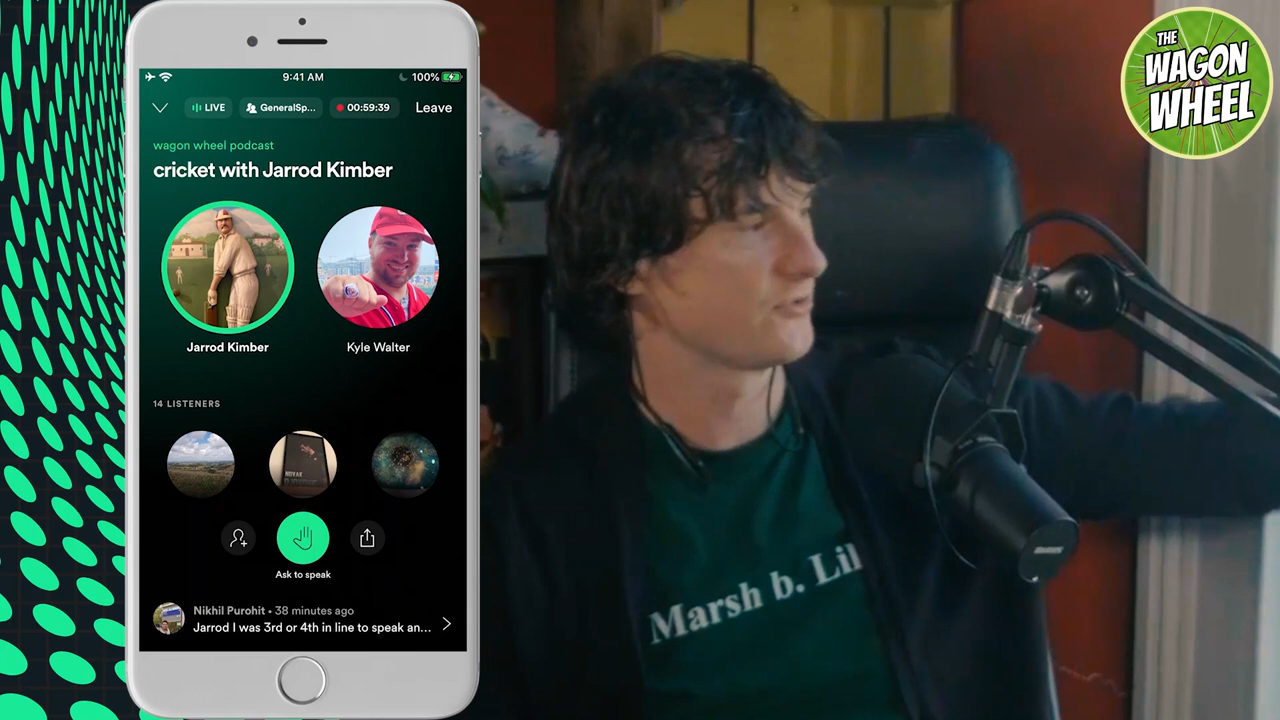 9:41 AM
100%
LIVE
GeneralSp...
00:59:39
Leave
wagon wheel podcast
cricket with Jarrod Kimber
Jarrod Kimber
Kyle Walter
14 LISTENERS
NOVAK
Ask to speak
Nikhil Purohit • 38 minutes ago
Jarrod I was 3rd or 4th in line to speak an...
THE
WAGON
WHEEL
Marsh b. Lil